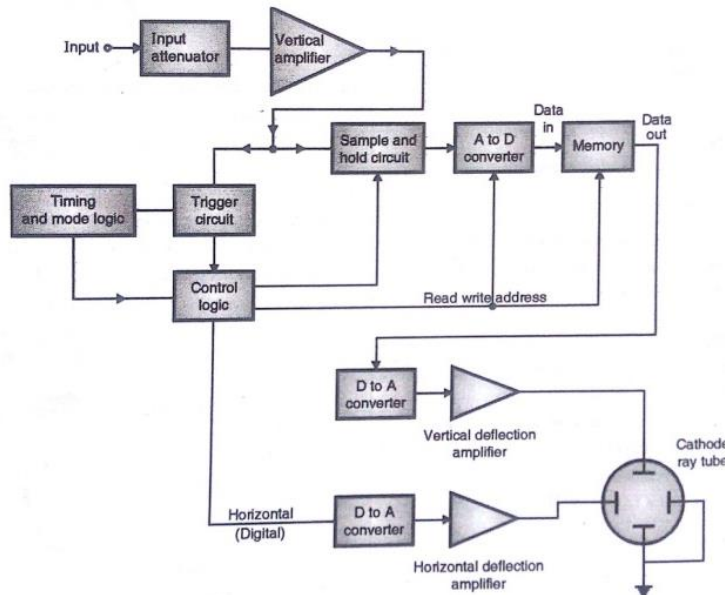 Input
Input
attenuator
Vertical
amplifier
Sample and
hold circuit
A to D
converter
Data
in
Memory
Data
out
Timing
and mode logic
Trigger
circuit
Control
logic
Read write address
D to A
converter
Vertical deflection
amplifier
Cathode
ray tube
Horizontal
(Digital)
D to A
converter
Horizontal deflection
amplifier